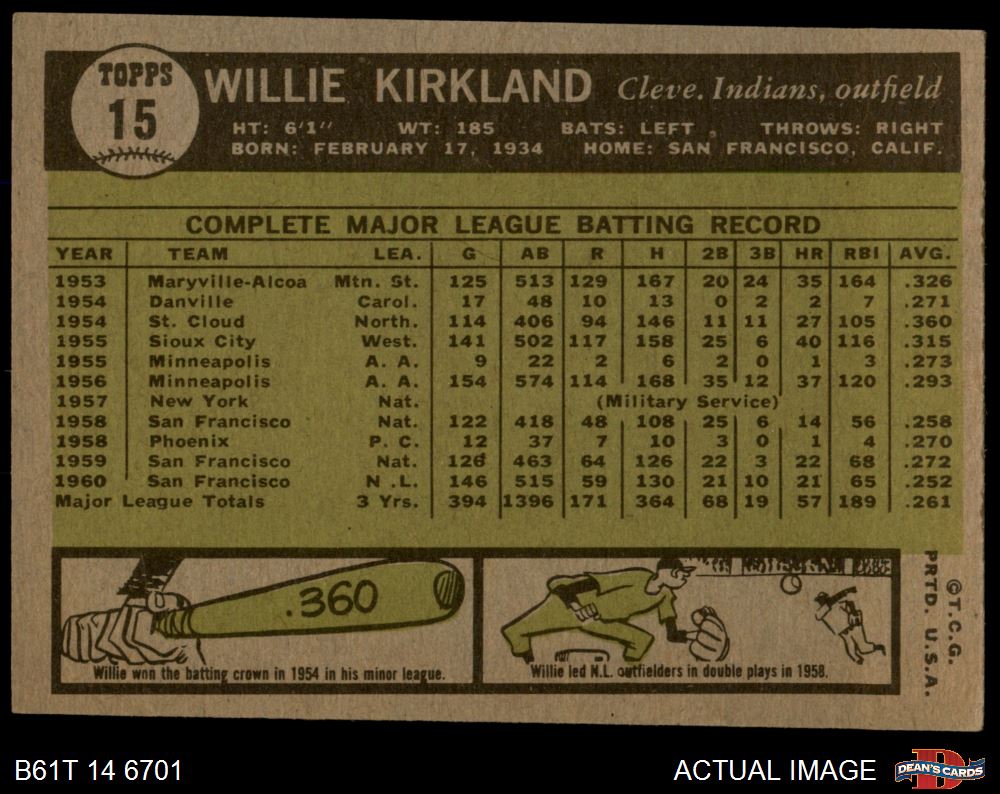 TOPPS
15
WILLIE KIRKLAND Cleve. Indians, outfield
HT: 6'1" WT: 185 BATS: LEFT THROWS: RIGHT
BORN: FEBRUARY 17, 1934 HOME: SAN FRANCISCO, CALIF.
COMPLETE MAJOR LEAGUE BATTING RECORD
YEAR TEAM LEA. G AB R H 2B 3B HR RBI AVG.
1953 Maryville-Alcoa Mtn. St. 125 513 129 167 20 24 35 164 .326
1954 Danville Carol. 17 48 10 13 0 2 2 7 .271
1954 St. Cloud North. 114 406 94 146 11 11 27 105 .360
1955 Sioux City West. 141 502 117 158 25 6 40 116 .315
1955 Minneapolis A. A. 9 22 2 6 2 0 1 3 .273
1956 Minneapolis A. A. 154 574 114 168 35 12 37 120 .293
1957 New York Nat. (Military Service)
1958 San Francisco Nat. 122 418 48 108 25 6 14 56 .258
1958 Phoenix P. C. 12 37 7 10 3 0 1 4 .270
1959 San Francisco Nat. 126 463 64 126 22 3 22 68 .272
1960 San Francisco N .L. 146 515 59 130 21 10 21 65 .252
Major League Totals 3 Yrs. 394 1396 171 364 68 19 57 189 .261
.360
Willie won the batting crown in 1954 in his minor league.
Willie led N.L. outfielders in double plays in 1958.
©T.C.G.
PRTD. U.S.A.
B61T 14 6701
ACTUAL IMAGE
DEAN'S CARDS